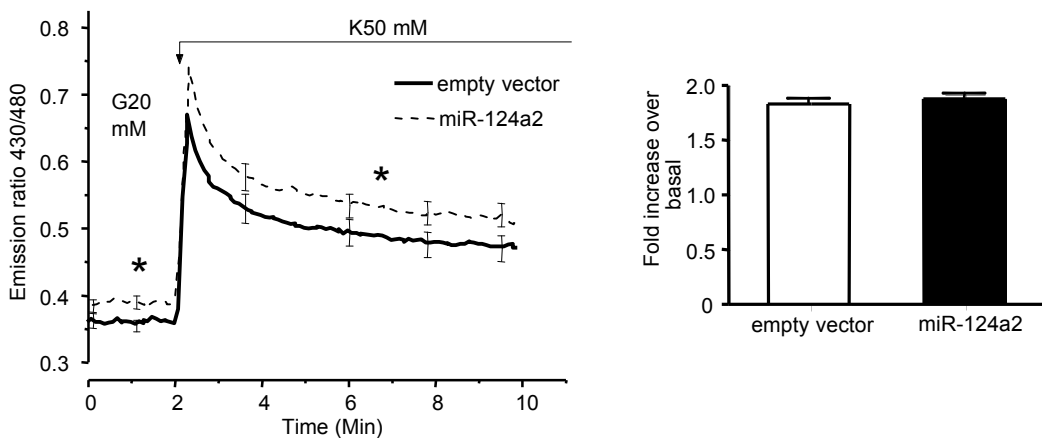 K50 mM
0.8
0.7
0.6
0.5
0.4
0.3
Emission ratio 430/480
G20
mM
empty vector
miR-124a2
*
*
0 2 4 6 8 10
Time (Min)
2.0
1.5
1.0
0.5
0
Fold increase over
basal
empty vector miR-124a2